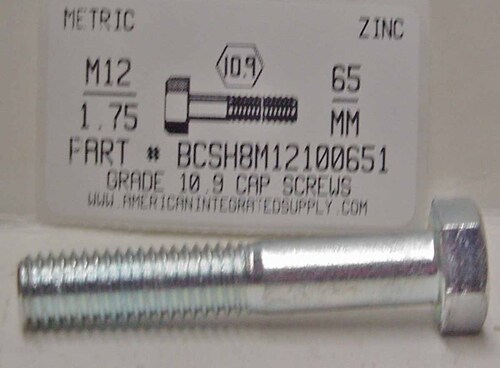 METRIC ZINC
10.9
M12 65
1.75 MM
PART # BCSH8M12100651
GRADE 10.9 CAP SCREWS
WWW.AMERICANINTEGRATEDSUPPLY.COM